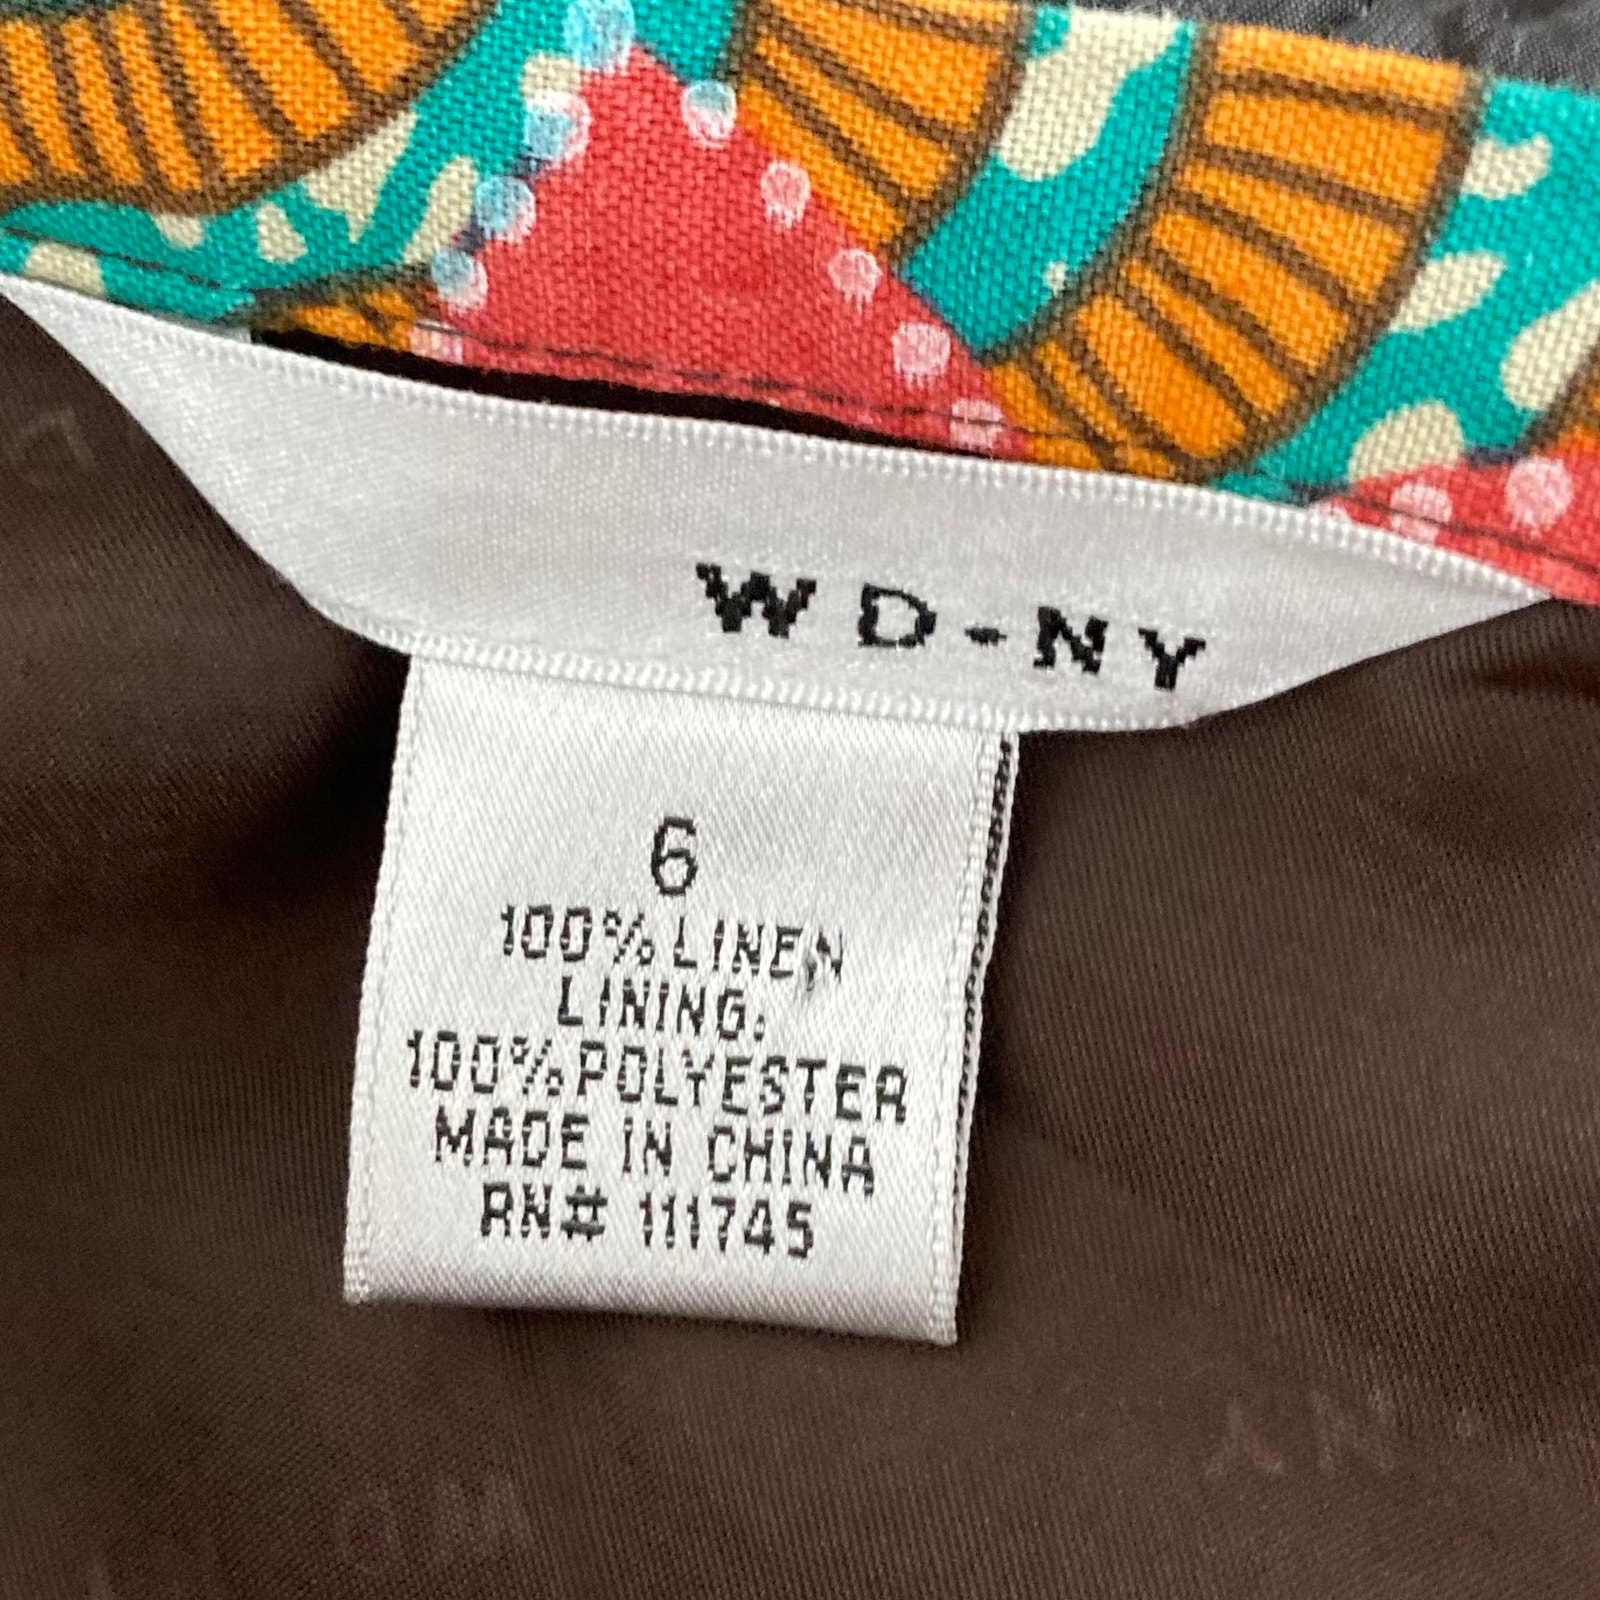 WD-NY
6
100% LINEN
LINING:
100% POLYESTER
MADE IN CHINA
RN# 111745